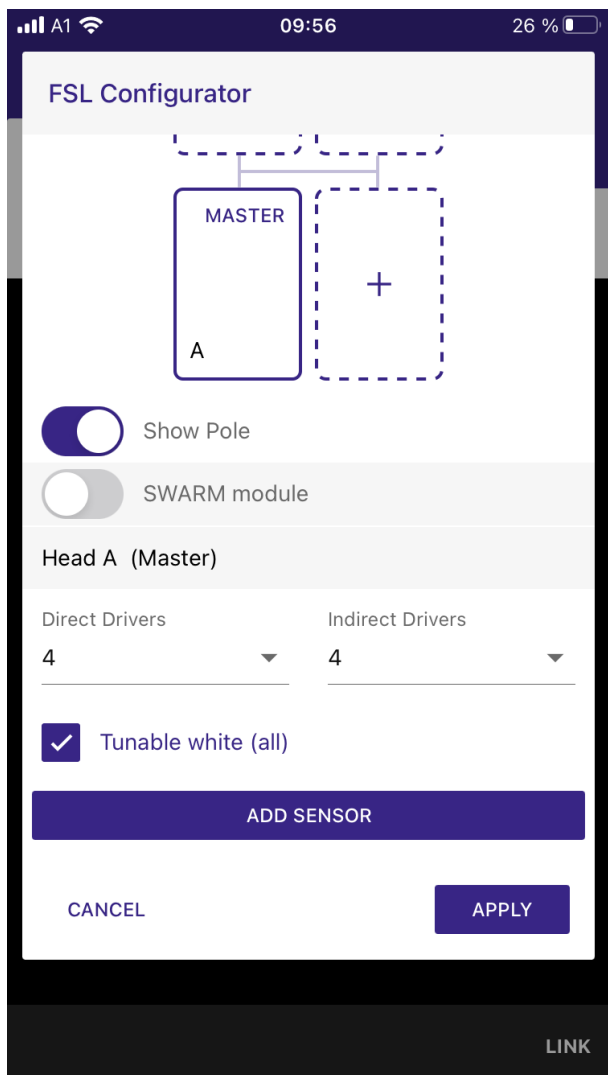 A1 09:56 26 %
FSL Configurator
MASTER
+
A
Show Pole
SWARM module
Head A (Master)
Direct Drivers Indirect Drivers
4 4
Tunable white (all)
ADD SENSOR
CANCEL APPLY
LINK